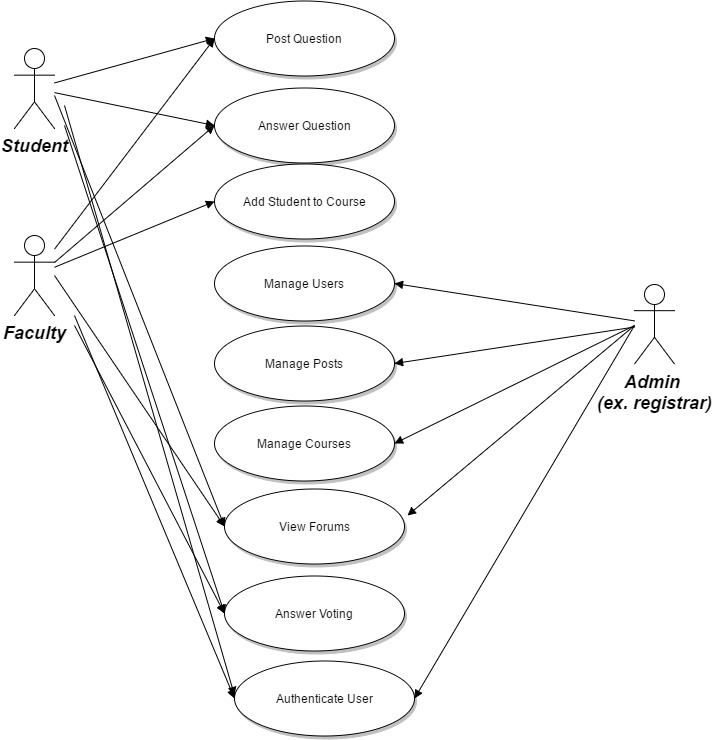 Post Question
Student
Answer Question
Add Student to Course
Faculty
Manage Users
Manage Posts
Admin
(ex. registrar)
Manage Courses
View Forums
Answer Voting
Authenticate User